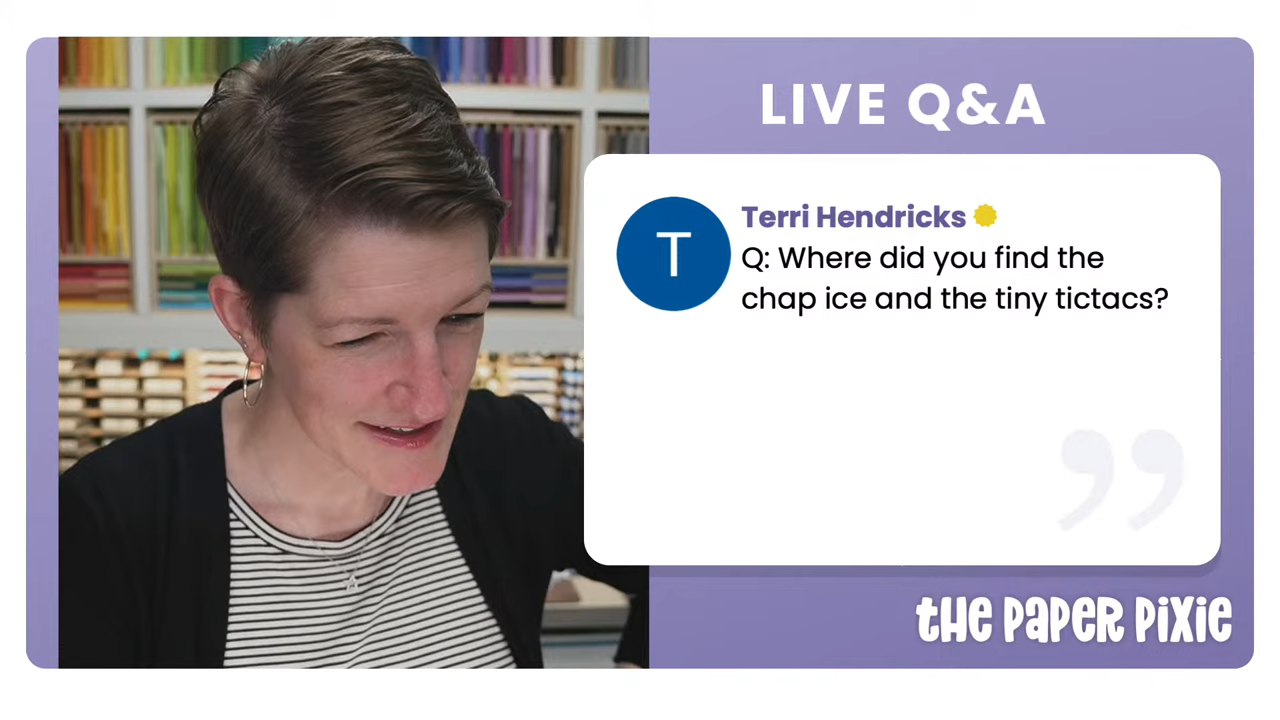 LIVE Q&A
T
Terri Hendricks
Q: Where did you find the
chap ice and the tiny tictacs?
the PAPER PIXIE